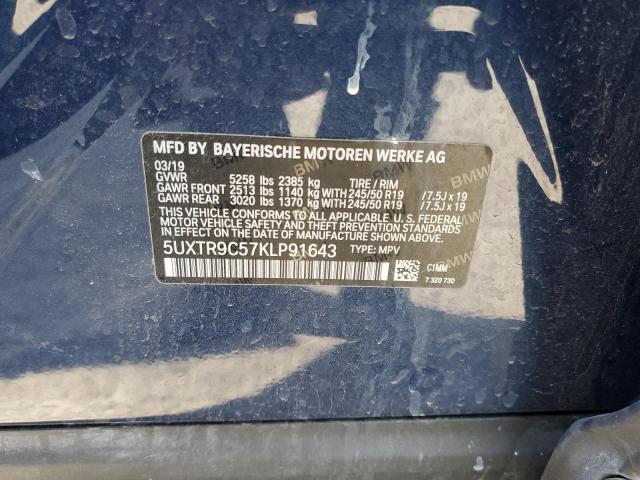 MFD BY BAYERISCHE MOTOREN WERKE AG
03/19
GVWR 5258 lbs 2385 kg TIRE / RIM
GAWR FRONT 2513 lbs 1140 kg WITH 245/50 R19 / 7.5J x 19
GAWR REAR 3020 lbs 1370 kg WITH 245/50 R19 / 7.5J x 19
THIS VEHICLE CONFORMS TO ALL APPLICABLE U. S. FEDERAL
MOTOR VEHICLE SAFETY AND THEFT PREVENTION STANDARDS
IN EFFECT ON THE DATE OF MANUFACTURE SHOWN ABOVE.
5UXTR9C57KLP91643 TYPE: MPV
C1MM
7 320 730